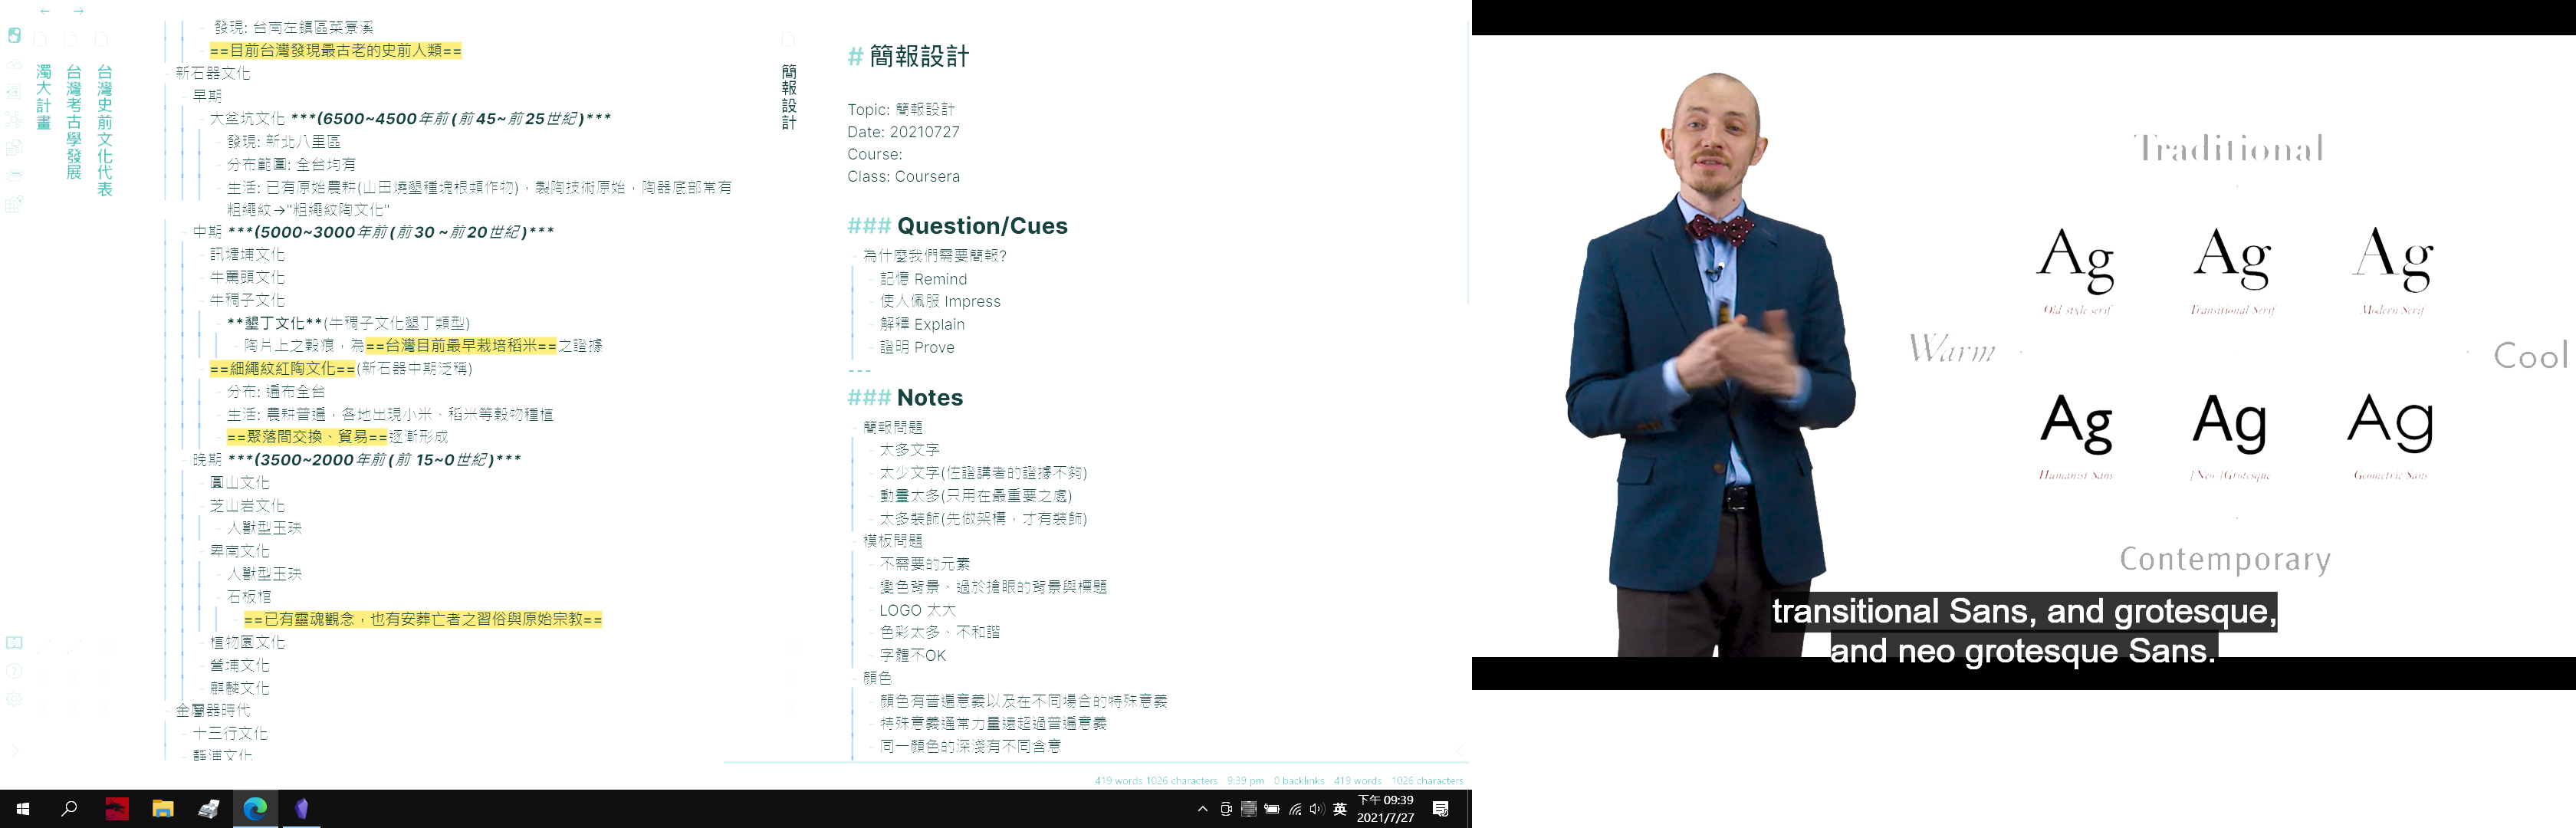 濁大計畫
台灣考古學發展
台灣史前文化代表
發現: 台南左鎮區菜寮溪
==目前台灣發現最古老的史前人類==
新石器文化
早期
大坌坑文化 ***(6500~4500年前(前45~前25世紀)***
發現: 新北八里區
分布範圍: 全台均有
生活: 已有原始農耕(山田燒墾種塊根類作物)，製陶技術原始，陶器底部常有
粗繩紋→"粗繩紋陶文化"
中期 ***(5000~3000年前(前30 ~前20世紀)***
訊塘埔文化
牛罵頭文化
牛稠子文化
**墾丁文化**(牛稠子文化墾丁類型)
陶片上之穀痕，為==台灣目前最早栽培稻米==之證據
==細繩紋紅陶文化==(新石器中期泛稱)
分布: 遍布全台
生活: 農耕普遍，各地出現小米、稻米等穀物種植
==聚落間交換、貿易==逐漸形成
晚期 ***(3500~2000年前(前 15~0世紀)***
圓山文化
芝山岩文化
人獸型玉玦
卑南文化
人獸型玉玦
石板棺
==已有靈魂觀念，也有安葬亡者之習俗與原始宗教==
植物園文化
營埔文化
麒麟文化
金屬器時代
十三行文化
靜浦文化
簡報設計
# 簡報設計
Topic: 簡報設計
Date: 20210727
Course:
Class: Coursera
### Question/Cues
為什麼我們需要簡報?
記憶 Remind
使人佩服 Impress
解釋 Explain
證明 Prove
---
### Notes
簡報問題
太多文字
太少文字(佐證講者的證據不夠)
動畫太多(只用在最重要之處)
太多裝飾(先做架構，才有裝飾)
模板問題
不需要的元素
變色背景、過於搶眼的背景與標題
LOGO 太大
色彩太多、不和諧
字體不OK
顏色
顏色有普遍意義以及在不同場合的特殊意義
特殊意義通常力量遠超過普遍意義
同一顏色的深淺有不同含意
419 words 1026 characters 9:39 pm 0 backlinks 419 words 1026 characters
英
下午 09:39
2021/7/27
Traditional
Ag Ag Ag
Old-style serif Transitional Serif Modern Serif
Warm
Cool
Ag Ag Ag
Humanist Sans [Neo-]Grotesque Geometric Sans
Contemporary
transitional Sans, and grotesque,
and neo grotesque Sans.